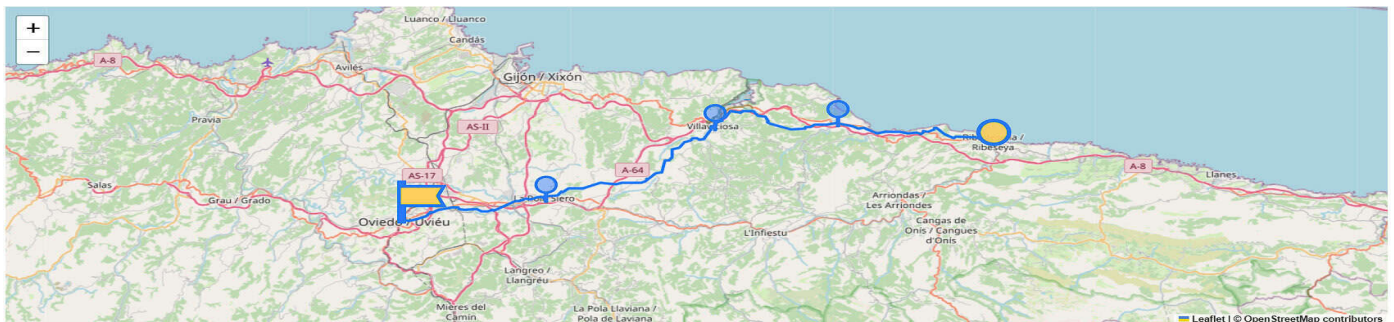 +
−
Luanco / Lluanco
Candás
A-8
Avilés
Gijón / Xixón
Pravia
AS-II
Villaviciosa
Ribeseya
A-64
A-8
AS-17
Llanes
Salas
Grau / Grado
Arriondas /
Les Arriondes
Oviedo / Uviéu
L'Infiestu
Cangas de
Onís / Cangues
d'Onís
Langreo /
Llangréu
Mieres del
Camín
La Pola Llaviana /
Pola de Laviana
Leaflet | © OpenStreetMap contributors